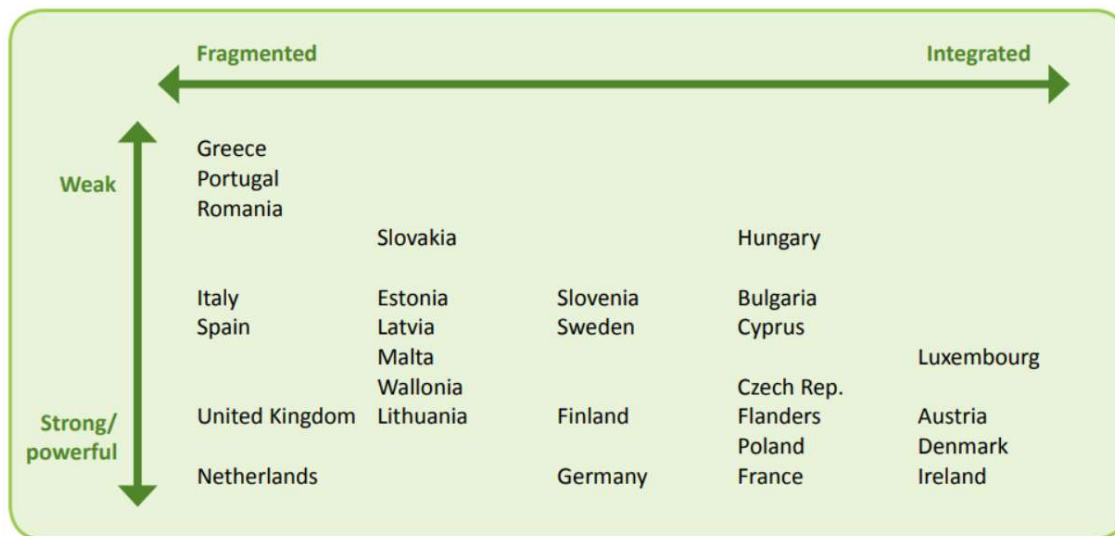 Fragmented Integrated
Greece
Weak Portugal
Romania
Slovakia Hungary
Italy Estonia Slovenia Bulgaria
Spain Latvia Sweden Cyprus
Malta Luxembourg
Wallonia Czech Rep.
Strong/ United Kingdom Lithuania Finland Flanders Austria
powerful Poland Denmark
Netherlands Germany France Ireland